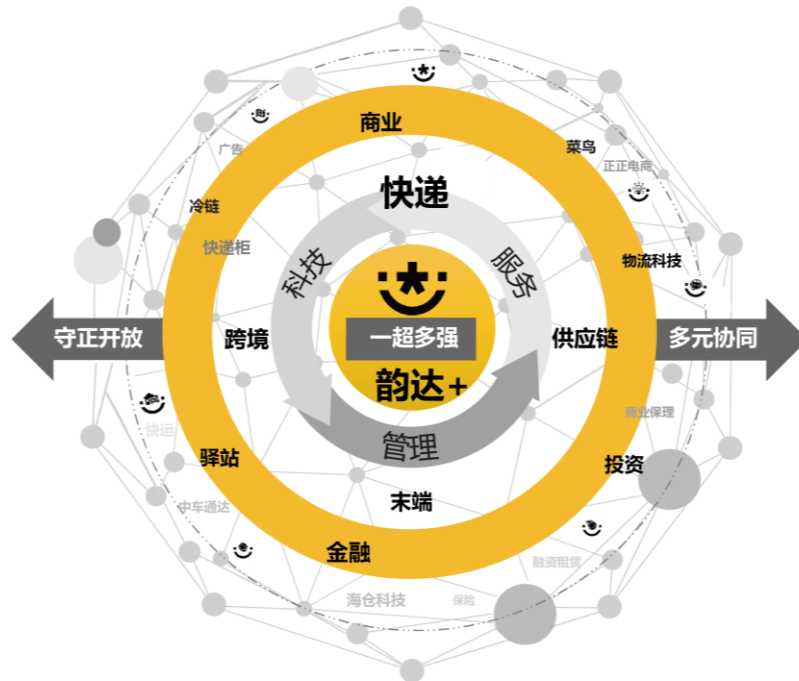 商业
广告
菜鸟
正正电商
快递
冷链
快递柜
科技
服务
物流科技
守正开放
跨境
一超多强
供应链
多元协同
韵达+
商业保理
快运
管理
驿站
投资
末端
中车通达
金融
融资租赁
海仓科技
保险